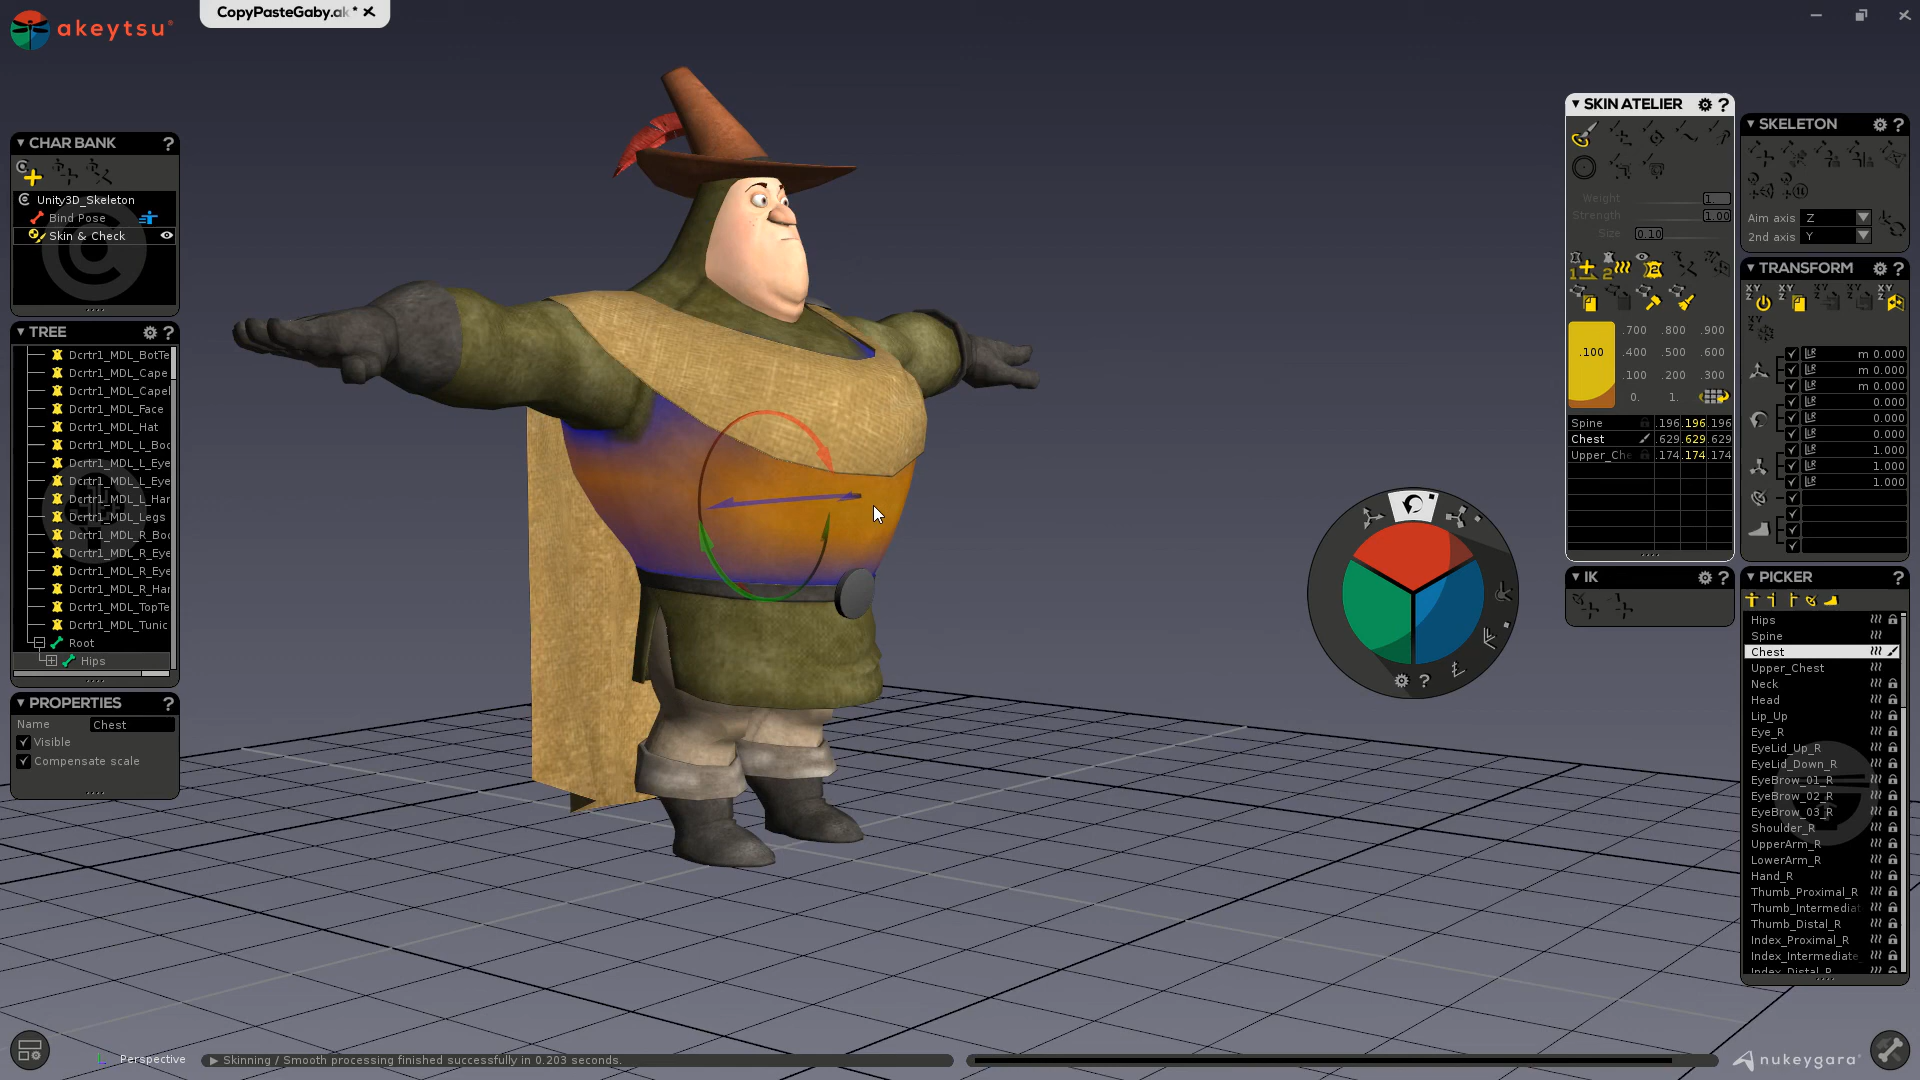 CopyPasteGaby.ak *
akeytsu
CHAR BANK ?
Unity3D_Skeleton
Bind Pose
Skin & Check
TREE ?
Dcrtr1_MDL_BotTe
Dcrtr1_MDL_Cape
Dcrtr1_MDL_Capel
Dcrtr1_MDL_Face
Dcrtr1_MDL_Hat
Dcrtr1_MDL_L_Boo
Dcrtr1_MDL_L_Eye
Dcrtr1_MDL_L_Eye
Dcrtr1_MDL_L_Har
Dcrtr1_MDL_Legs
Dcrtr1_MDL_R_Boo
Dcrtr1_MDL_R_Eye
Dcrtr1_MDL_R_Eye
Dcrtr1_MDL_R_Har
Dcrtr1_MDL_TopTe
Dcrtr1_MDL_Tunic
Root
Hips
PROPERTIES ?
Name Chest
Visible
Compensate scale
SKIN ATELIER ?
Weight 1.
Strength 1.00
Size 0.10
.100
.700 .800 .900
.400 .500 .600
.100 .200 .300
0. 1.
Spine .196 .196 .196
Chest .629 .629 .629
Upper_Che .174 .174 .174
IK ?
SKELETON ?
Aim axis Z
2nd axis Y
TRANSFORM ?
m 0.000
m 0.000
m 0.000
0.000
0.000
0.000
1.000
1.000
1.000
PICKER ?
Hips
Spine
Chest
Upper_Chest
Neck
Head
Lip_Up
Eye_R
EyeLid_Up_R
EyeLid_Down_R
EyeBrow_01_R
EyeBrow_02_R
EyeBrow_03_R
Shoulder_R
UpperArm_R
LowerArm_R
Hand_R
Thumb_Proximal_R
Thumb_Intermediat
Thumb_Distal_R
Index_Proximal_R
Index_Intermediate
Index_Distal_R
?
Perspective
Skinning / Smooth processing finished successfully in 0.203 seconds.
nukeygara